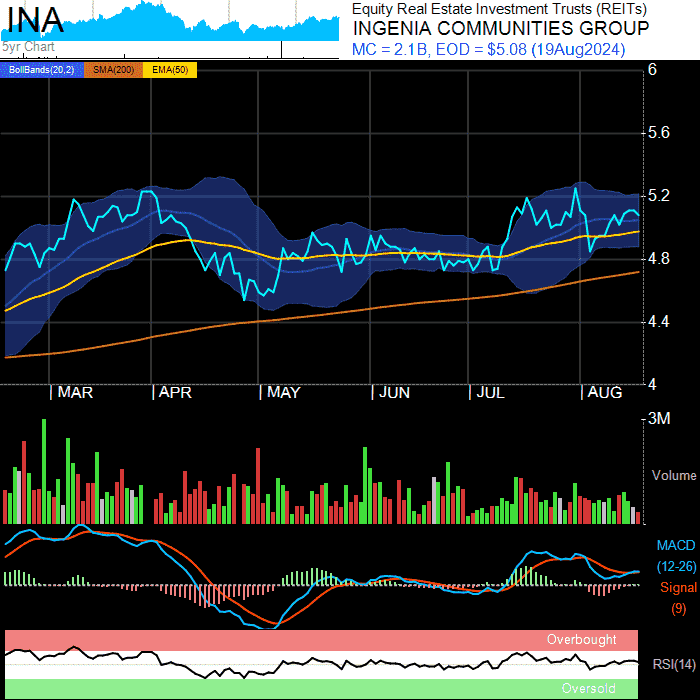 INA
5yr Chart
Equity Real Estate Investment Trusts (REITs)
INGENIA COMMUNITIES GROUP
MC = 2.1B, EOD = $5.08 (19Aug2024)
BollBands(20,2) SMA(200) EMA(50)
6
5.6
5.2
4.8
4.4
4
MAR APR MAY JUN JUL AUG
3M
Volume
MACD
(12-26)
Signal
(9)
Overbought
RSI(14)
Oversold